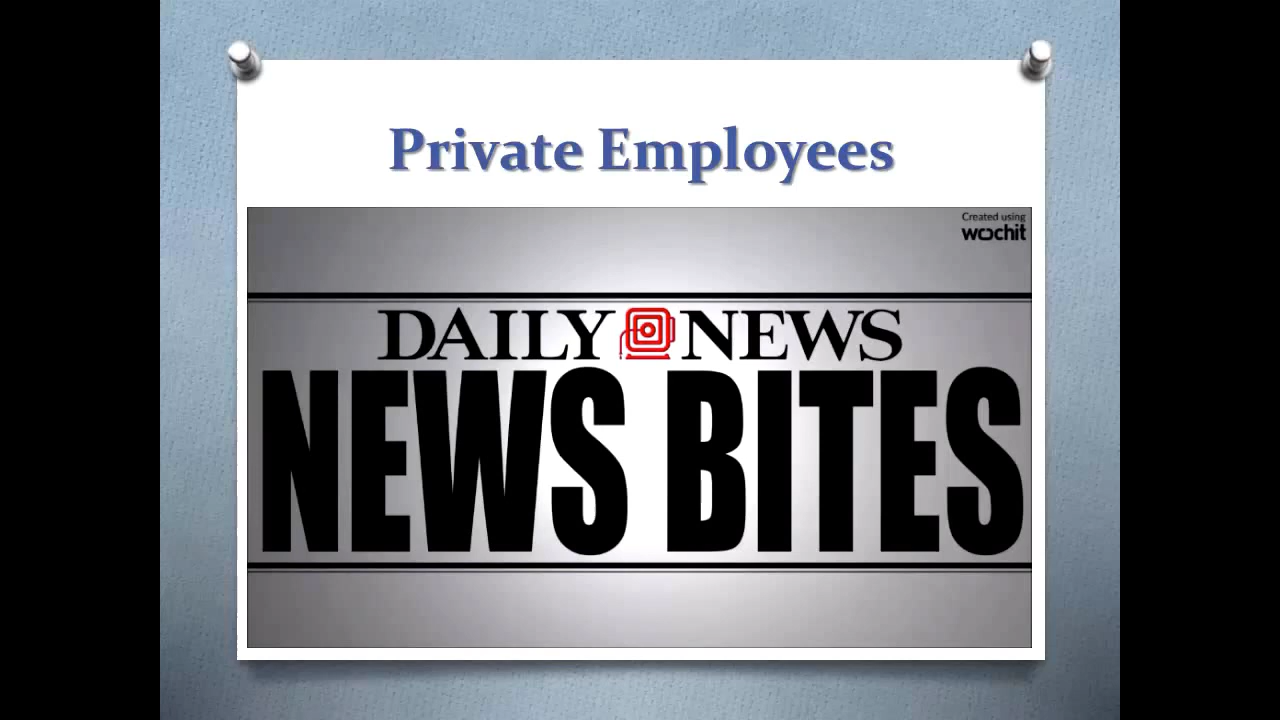 Private Employees
Created using
wochit
DAILY NEWS
NEWS BITES